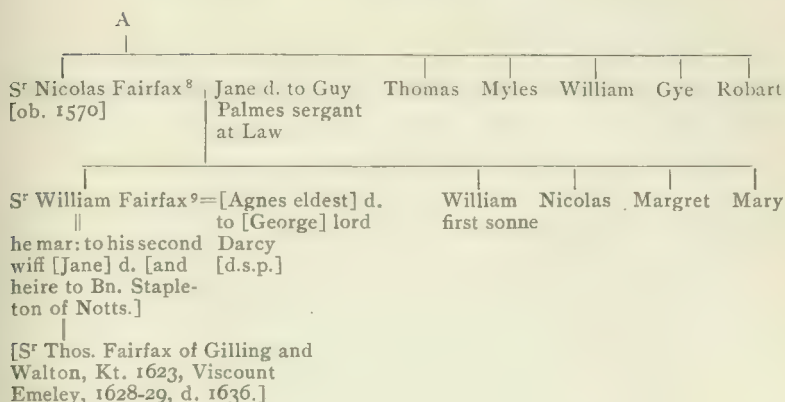 A
Sʳ Nicolas Fairfax ⁸ Jane d. to Guy Thomas Myles William Gye Robart
[ob. 1570] Palmes sergant
at Law
Sʳ William Fairfax ⁹= [Agnes eldest] d. William Nicolas Margret Mary
to [George] lord first sonne
he mar: to his second Darcy
wiff [Jane] d. [and [d.s.p.]
heire to Bn. Staple-
ton of Notts.]
[Sʳ Thos. Fairfax of Gilling and
Walton, Kt. 1623, Viscount
Emeley, 1628-29, d. 1636.]